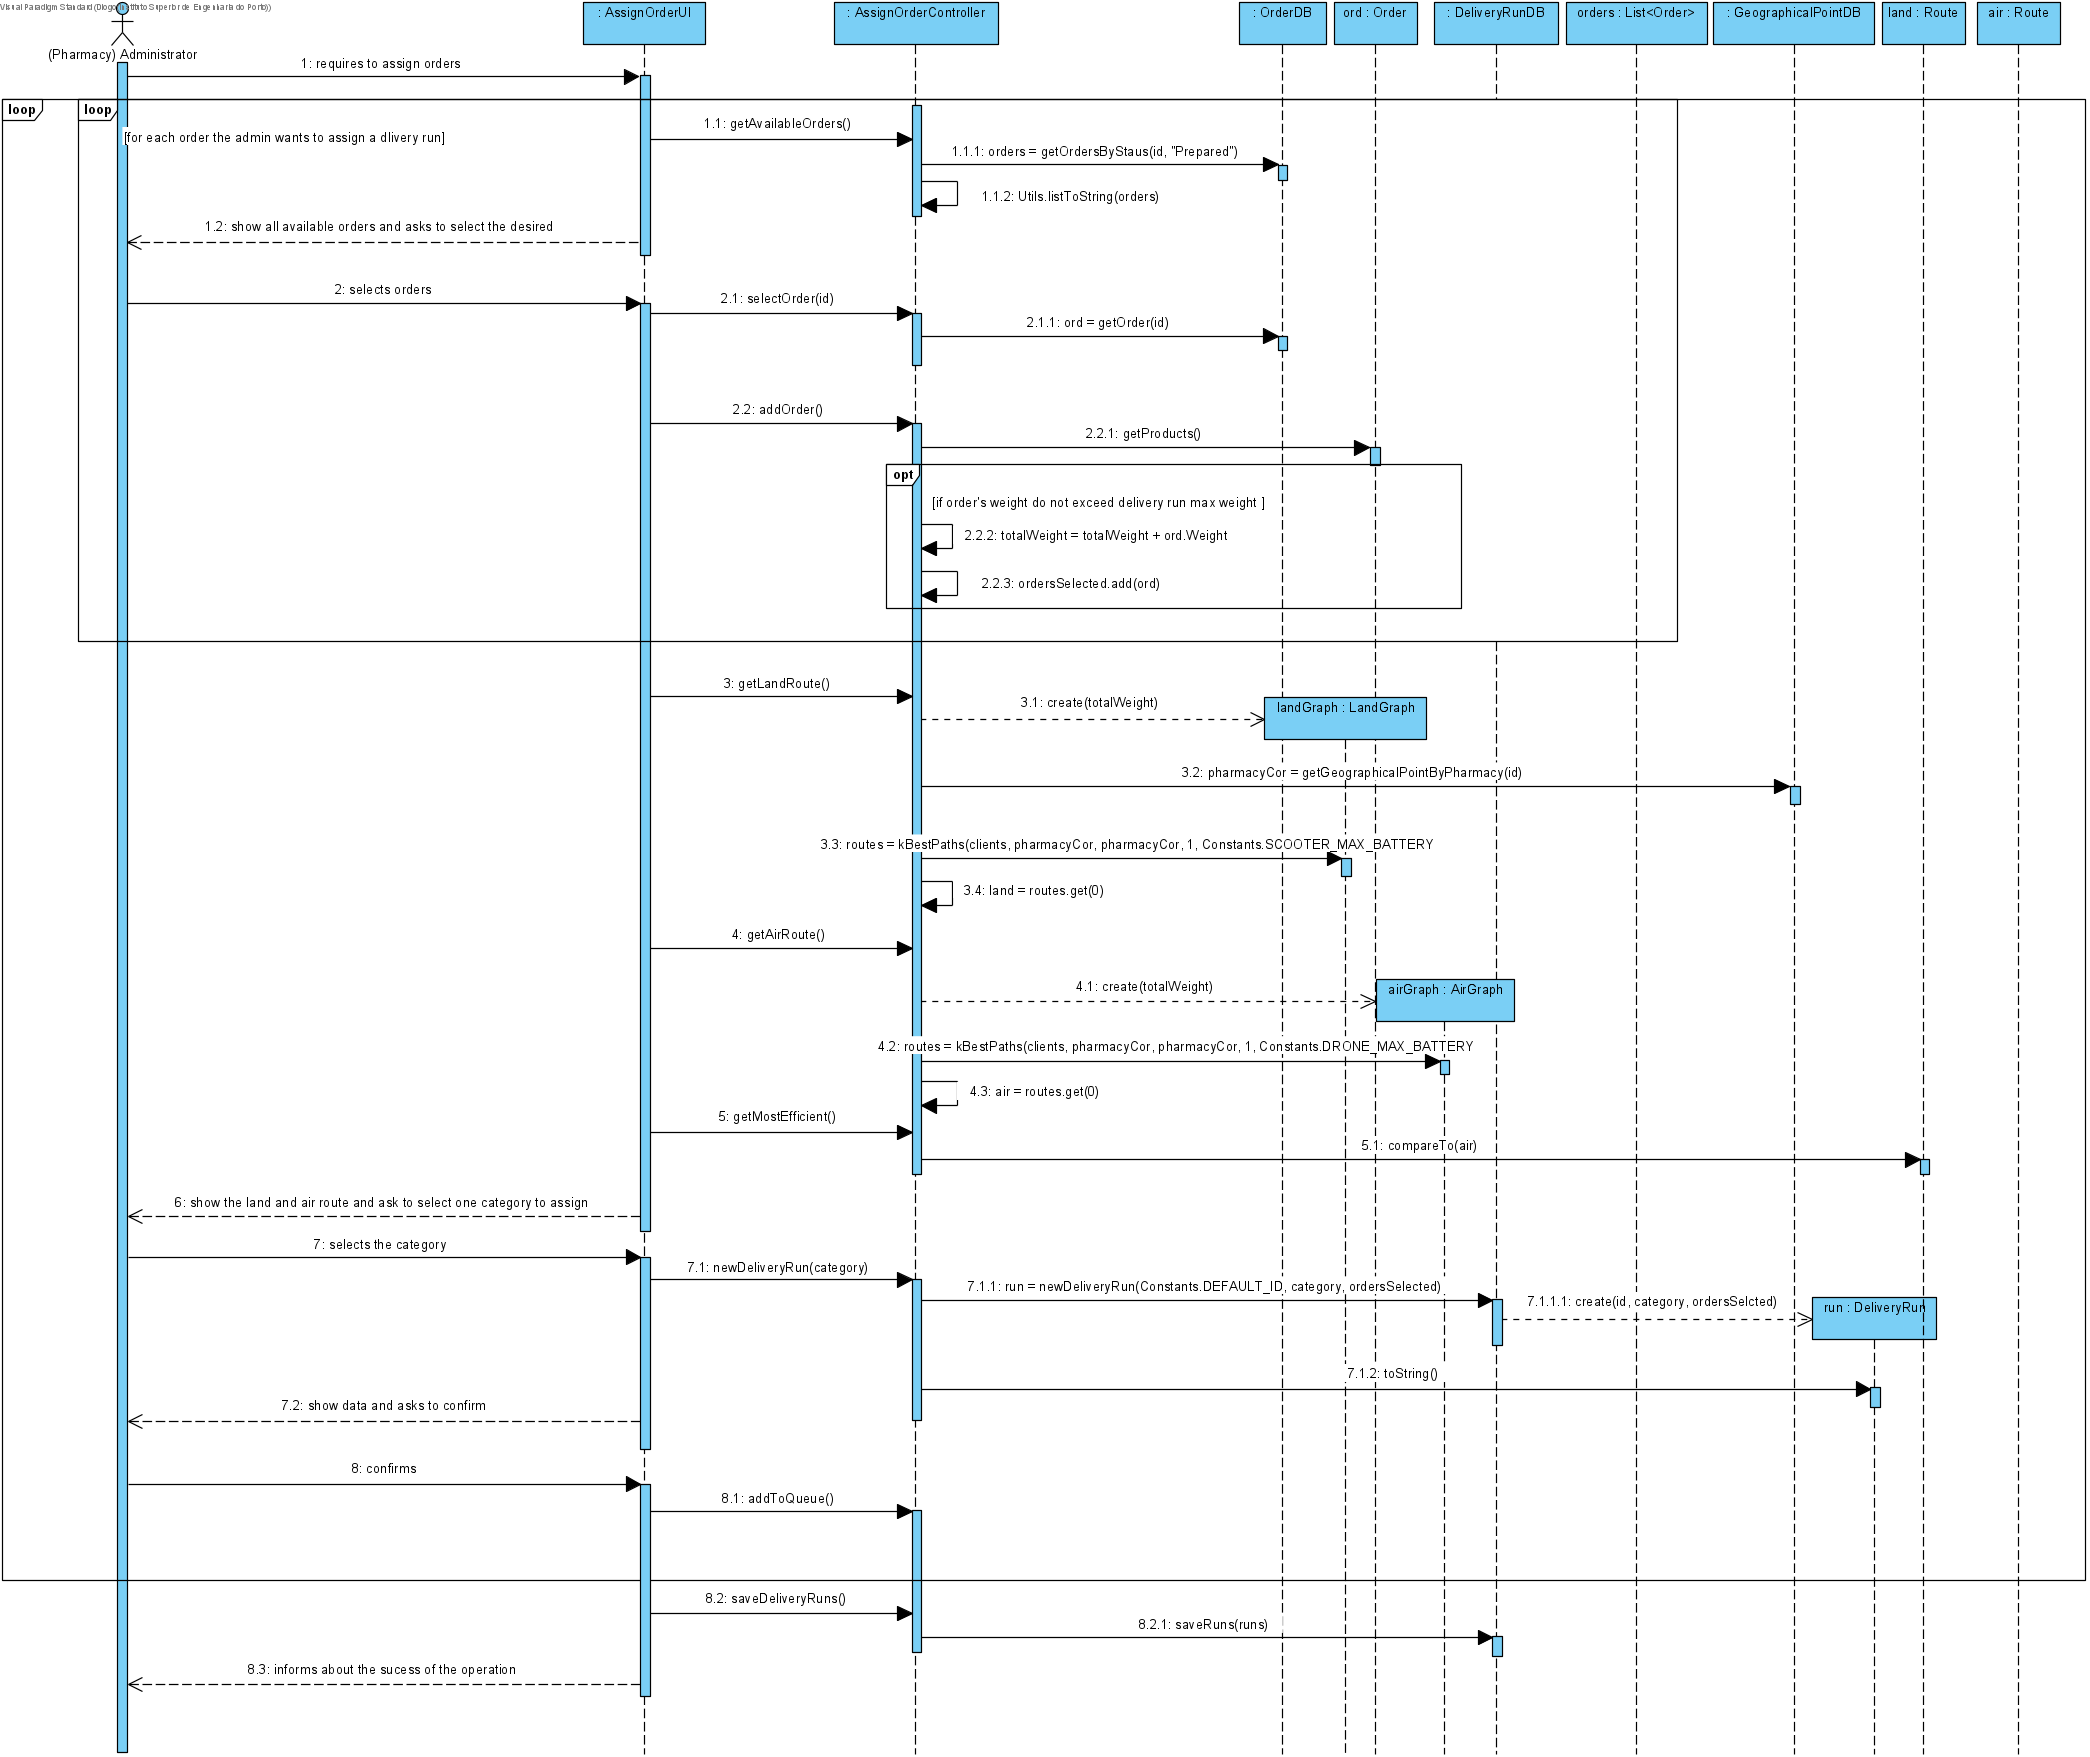 Visual Paradigm Standard (Diogo(Instituto Superior de Engenharia do Porto))
(Pharmacy) Administrator
: AssignOrderUI
: AssignOrderController
: OrderDB
ord : Order
: DeliveryRunDB
orders : List<Order>
: GeographicalPointDB
land : Route
air : Route
1: requires to assign orders
loop
loop
[for each order the admin wants to assign a dlivery run]
1.1: getAvailableOrders()
1.1.1: orders = getOrdersByStaus(id, "Prepared")
1.1.2: Utils.listToString(orders)
1.2: show all available orders and asks to select the desired
2: selects orders
2.1: selectOrder(id)
2.1.1: ord = getOrder(id)
2.2: addOrder()
2.2.1: getProducts()
opt
[if order's weight do not exceed delivery run max weight ]
2.2.2: totalWeight = totalWeight + ord.Weight
2.2.3: ordersSelected.add(ord)
3: getLandRoute()
3.1: create(totalWeight)
landGraph : LandGraph
3.2: pharmacyCor = getGeographicalPointByPharmacy(id)
3.3: routes = kBestPaths(clients, pharmacyCor, pharmacyCor, 1, Constants.SCOOTER_MAX_BATTERY
3.4: land = routes.get(0)
4: getAirRoute()
4.1: create(totalWeight)
airGraph : AirGraph
4.2: routes = kBestPaths(clients, pharmacyCor, pharmacyCor, 1, Constants.DRONE_MAX_BATTERY
4.3: air = routes.get(0)
5: getMostEfficient()
5.1: compareTo(air)
6: show the land and air route and ask to select one category to assign
7: selects the category
7.1: newDeliveryRun(category)
7.1.1: run = newDeliveryRun(Constants.DEFAULT_ID, category, ordersSelected)
7.1.1.1: create(id, category, ordersSelcted)
run : DeliveryRun
7.1.2: toString()
7.2: show data and asks to confirm
8: confirms
8.1: addToQueue()
8.2: saveDeliveryRuns()
8.2.1: saveRuns(runs)
8.3: informs about the sucess of the operation